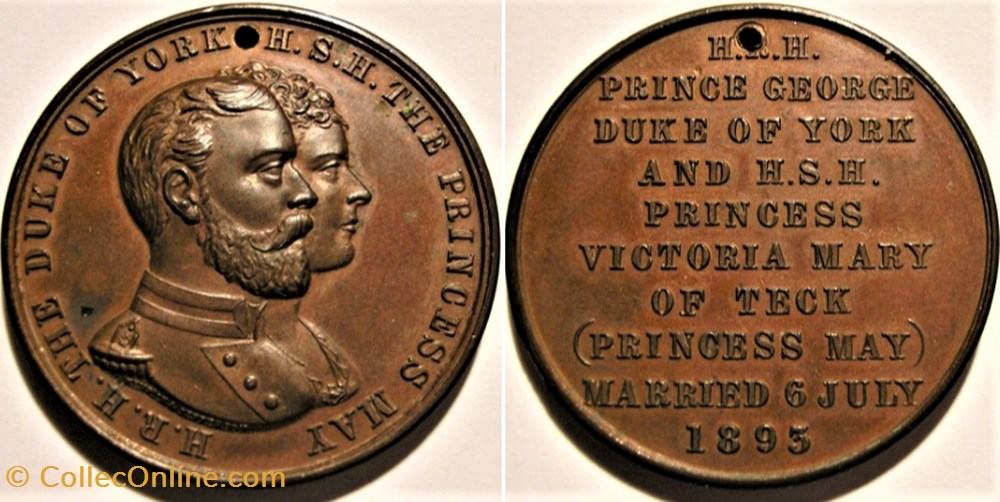 H.R.H. THE DUKE OF YORK H.S.H. THE PRINCESS MAY
H.R.H.
PRINCE GEORGE
DUKE OF YORK
AND H.S.H.
PRINCESS
VICTORIA MARY
OF TECK
(PRINCESS MAY)
MARRIED 6 JULY
1893
© CollecOnline.com